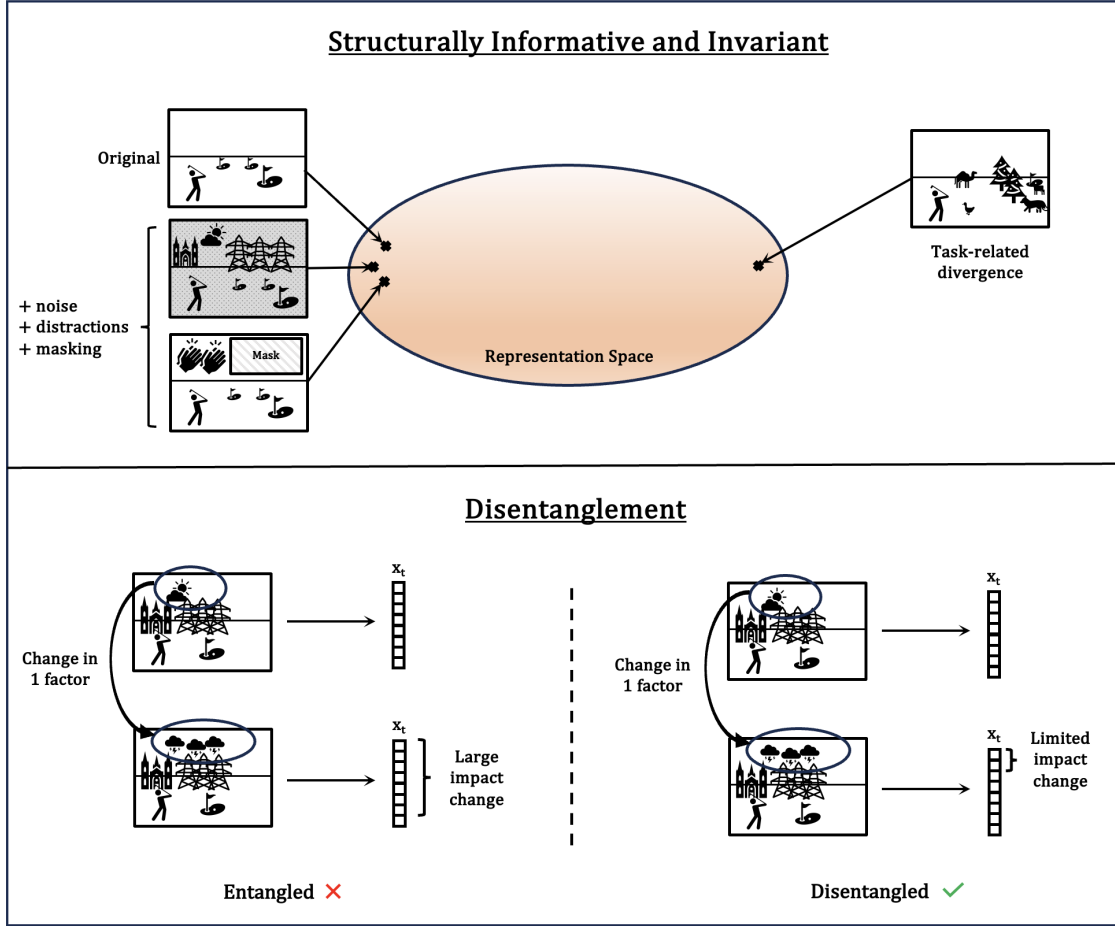 Structurally Informative and Invariant
Original
+ noise
+ distractions
+ masking
Mask
Representation Space
Task-related
divergence
Disentanglement
Change in
1 factor
x_t
x_t
Large
impact
change
Entangled ✗
Change in
1 factor
x_t
x_t
Limited
impact
change
Disentangled ✓